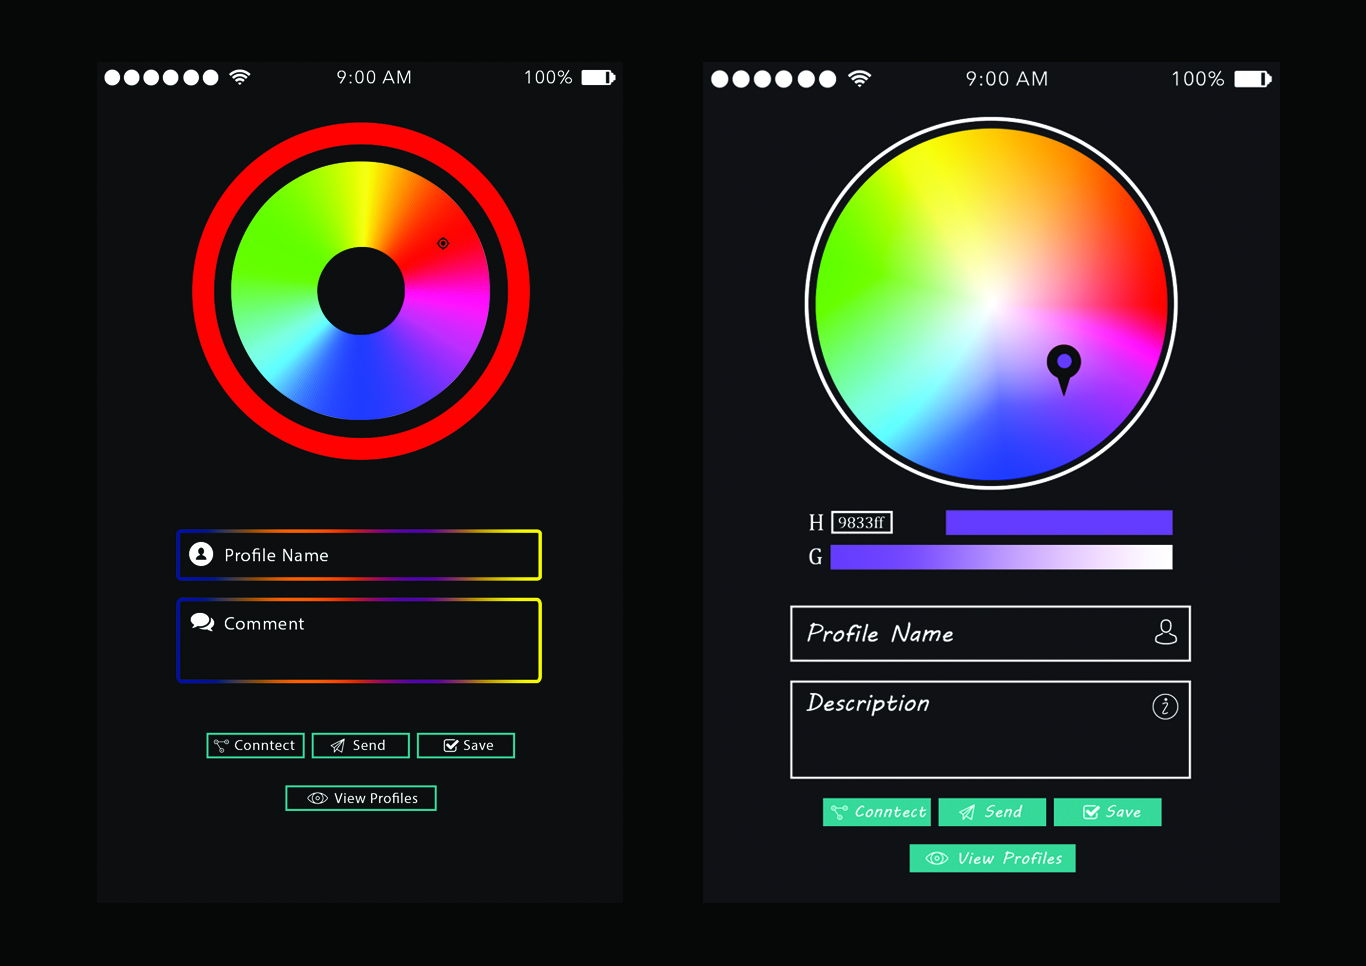 9:00 AM 100%
Profile Name
Comment
Conntect Send Save
View Profiles
9:00 AM 100%
H 9833ff
G
Profile Name
Description
Conntect Send Save
View Profiles